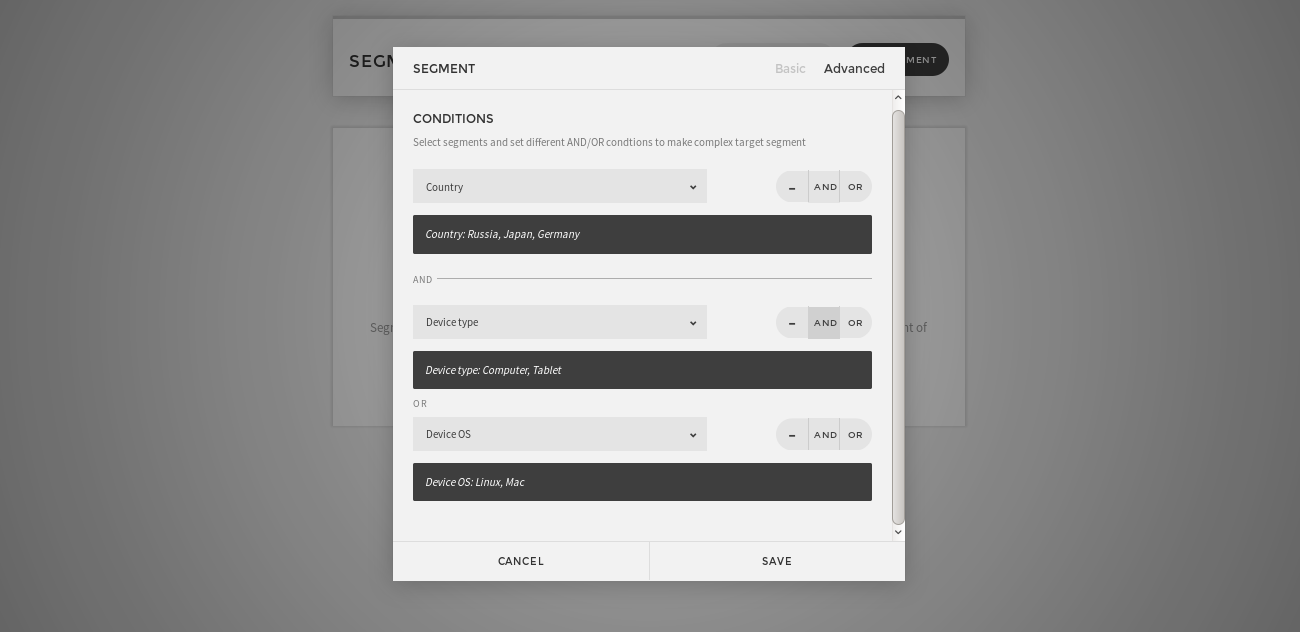 SEGM
MENT
SEGMENT
Basic
Advanced
CONDITIONS
Select segments and set different AND/OR condtions to make complex target segment
Country
– AND OR
Country: Russia, Japan, Germany
AND
Device type
– AND OR
Device type: Computer, Tablet
OR
Device OS
– AND OR
Device OS: Linux, Mac
Segr
nt of
CANCEL
SAVE